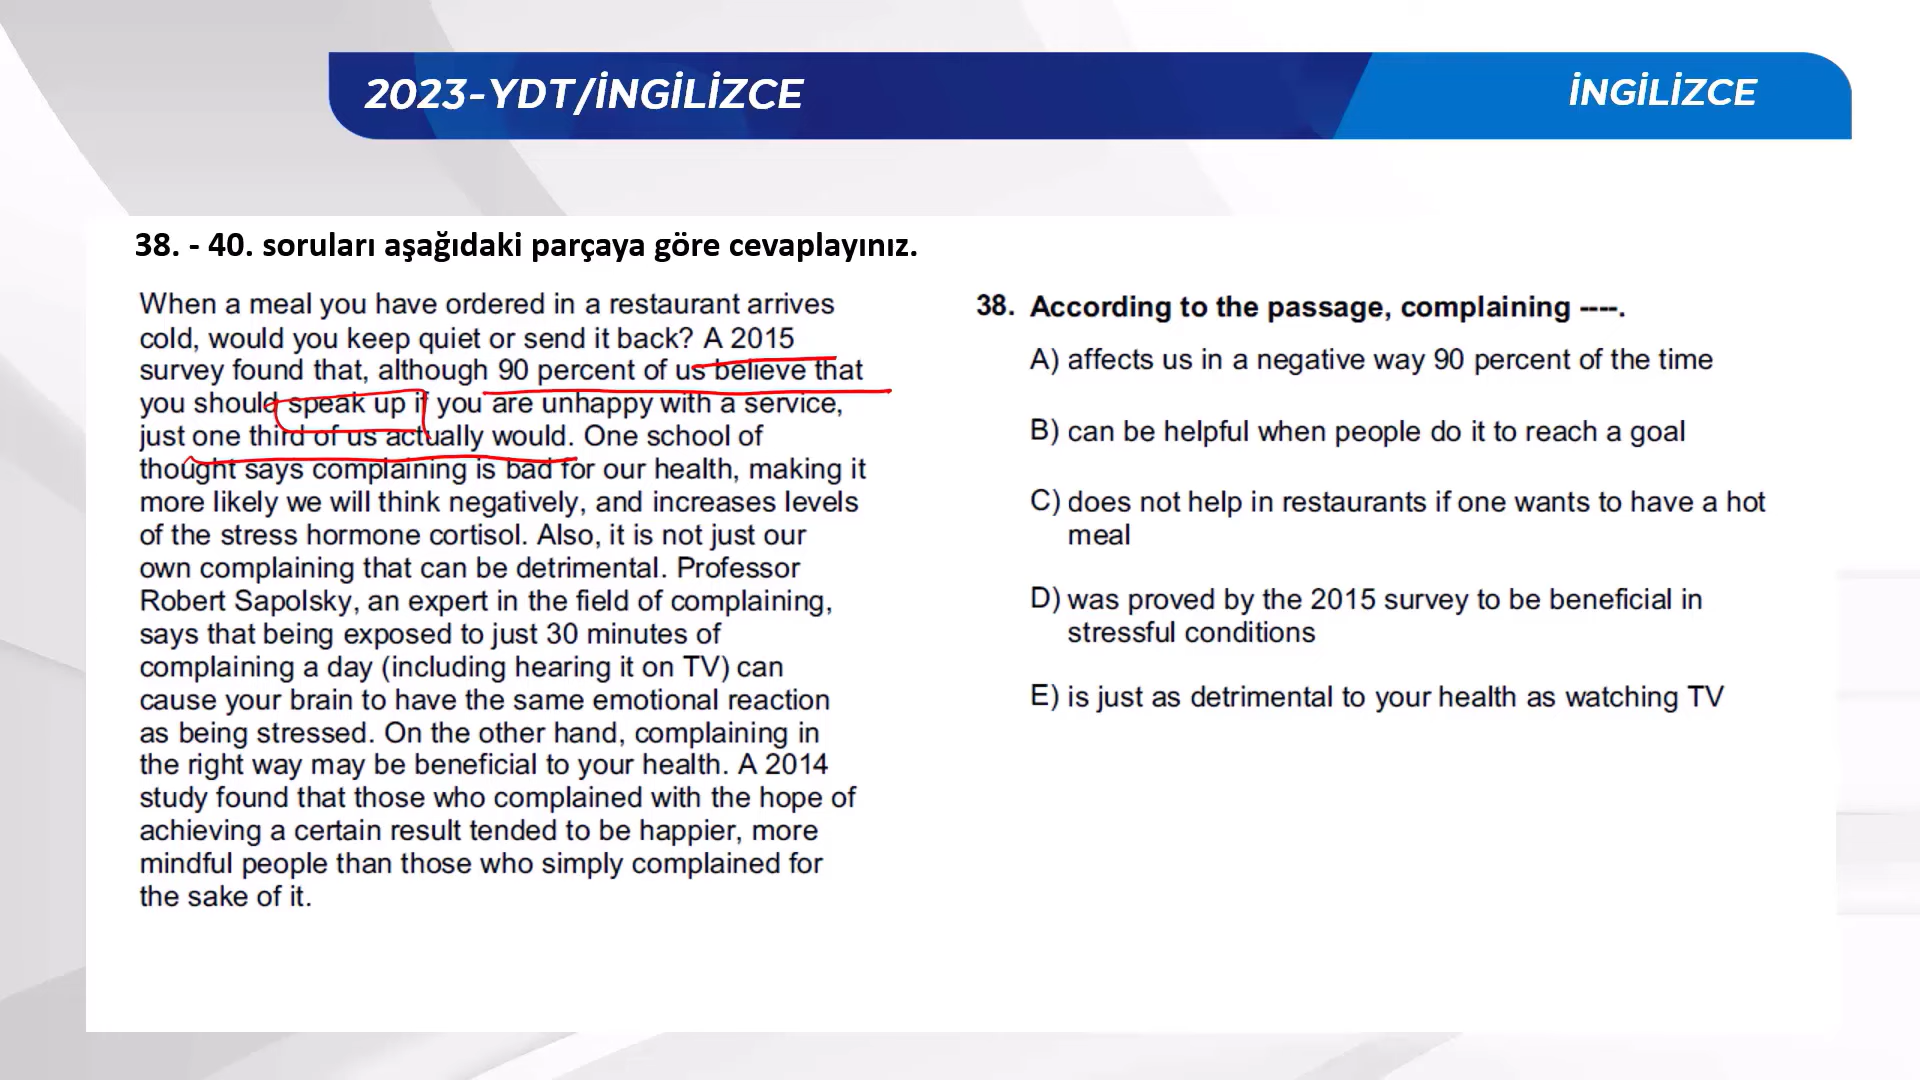 2023-YDT/İNGİLİZCE
İNGİLİZCE
38. - 40. soruları aşağıdaki parçaya göre cevaplayınız.
When a meal you have ordered in a restaurant arrives
cold, would you keep quiet or send it back? A 2015
survey found that, although 90 percent of us believe that
you should speak up if you are unhappy with a service,
just one third of us actually would. One school of
thought says complaining is bad for our health, making it
more likely we will think negatively, and increases levels
of the stress hormone cortisol. Also, it is not just our
own complaining that can be detrimental. Professor
Robert Sapolsky, an expert in the field of complaining,
says that being exposed to just 30 minutes of
complaining a day (including hearing it on TV) can
cause your brain to have the same emotional reaction
as being stressed. On the other hand, complaining in
the right way may be beneficial to your health. A 2014
study found that those who complained with the hope of
achieving a certain result tended to be happier, more
mindful people than those who simply complained for
the sake of it.
38. According to the passage, complaining ----.
A) affects us in a negative way 90 percent of the time
B) can be helpful when people do it to reach a goal
C) does not help in restaurants if one wants to have a hot
meal
D) was proved by the 2015 survey to be beneficial in
stressful conditions
E) is just as detrimental to your health as watching TV